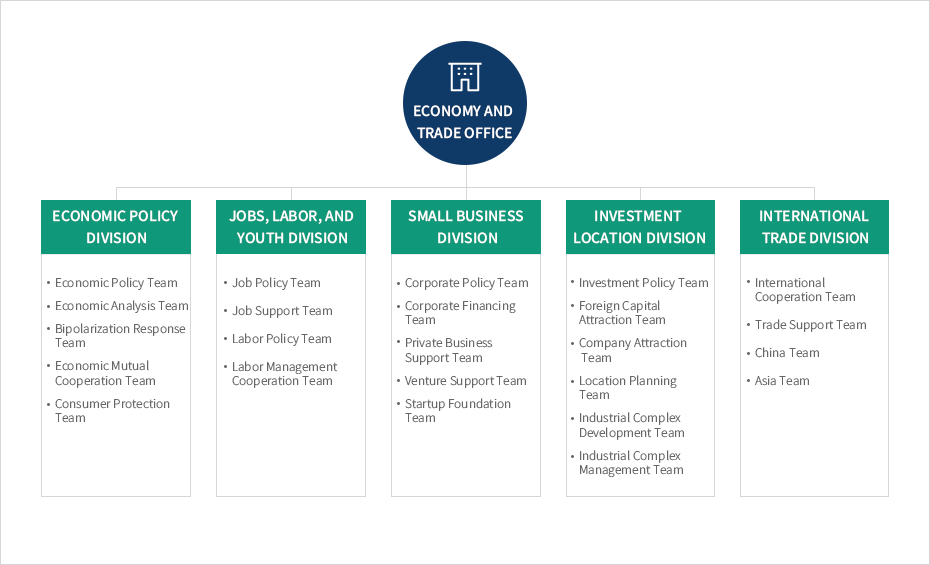 ECONOMY AND
TRADE OFFICE
ECONOMIC POLICY
DIVISION
• Economic Policy Team
• Economic Analysis Team
• Bipolarization Response
Team
• Economic Mutual
Cooperation Team
• Consumer Protection
Team
JOBS, LABOR, AND
YOUTH DIVISION
• Job Policy Team
• Job Support Team
• Labor Policy Team
• Labor Management
Cooperation Team
SMALL BUSINESS
DIVISION
• Corporate Policy Team
• Corporate Financing
Team
• Private Business
Support Team
• Venture Support Team
• Startup Foundation
Team
INVESTMENT
LOCATION DIVISION
• Investment Policy Team
• Foreign Capital
Attraction Team
• Company Attraction
Team
• Location Planning
Team
• Industrial Complex
Development Team
• Industrial Complex
Management Team
INTERNATIONAL
TRADE DIVISION
• International
Cooperation Team
• Trade Support Team
• China Team
• Asia Team